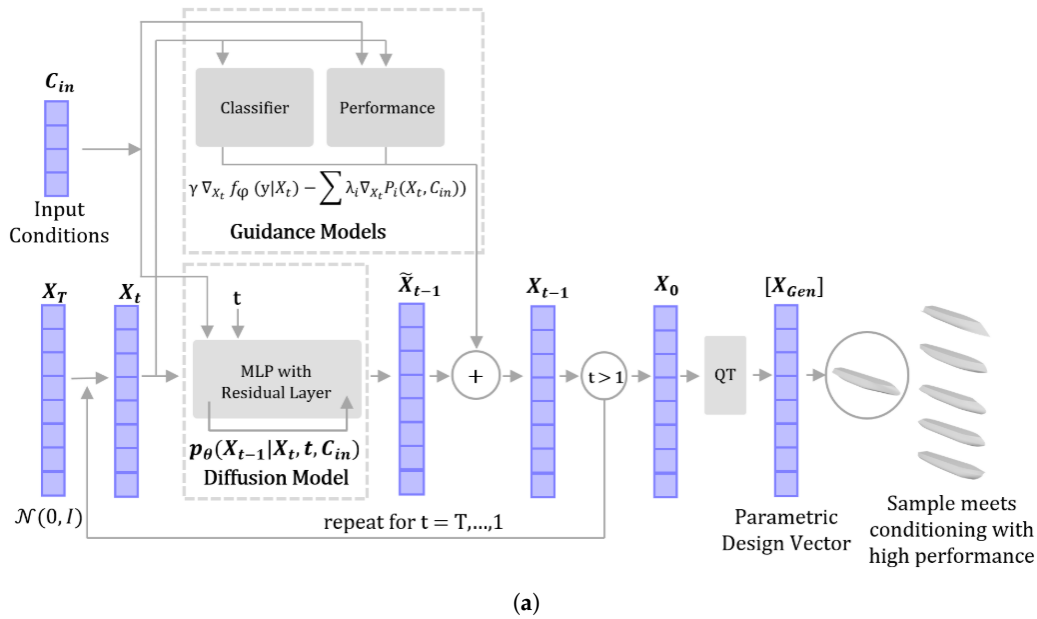 C_in
Input
Conditions
Classifier
Performance
γ ∇_{X_t} f_φ (y|X_t) − ∑ λ_i ∇_{X_t} P_i(X_t, C_in))
Guidance Models
X_T
X_t
t
X̃_{t−1}
X_{t−1}
X_0
[X_Gen]
MLP with
Residual Layer
+
t > 1
QT
p_θ(X_{t−1}|X_t, t, C_in)
Diffusion Model
𝒩(0, I)
repeat for t = T,...,1
Parametric
Design Vector
Sample meets
conditioning with
high performance
(a)